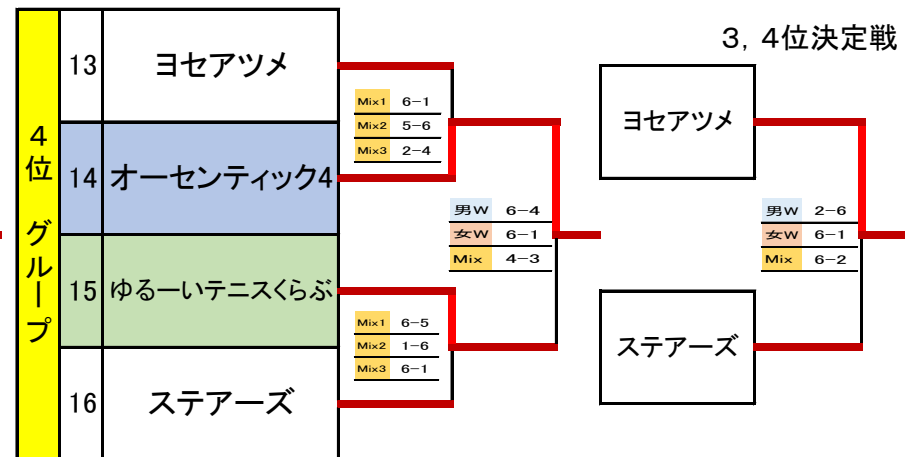 3，4位決定戦
4位 グループ
13 ヨセアツメ
14 オーセンティック4
15 ゆるーいテニスくらぶ
16 ステアーズ
Mix1 6-1
Mix2 5-6
Mix3 2-4
Mix1 6-5
Mix2 1-6
Mix3 6-1
男W 6-4
女W 6-1
Mix 4-3
ヨセアツメ
男W 2-6
女W 6-1
Mix 6-2
ステアーズ